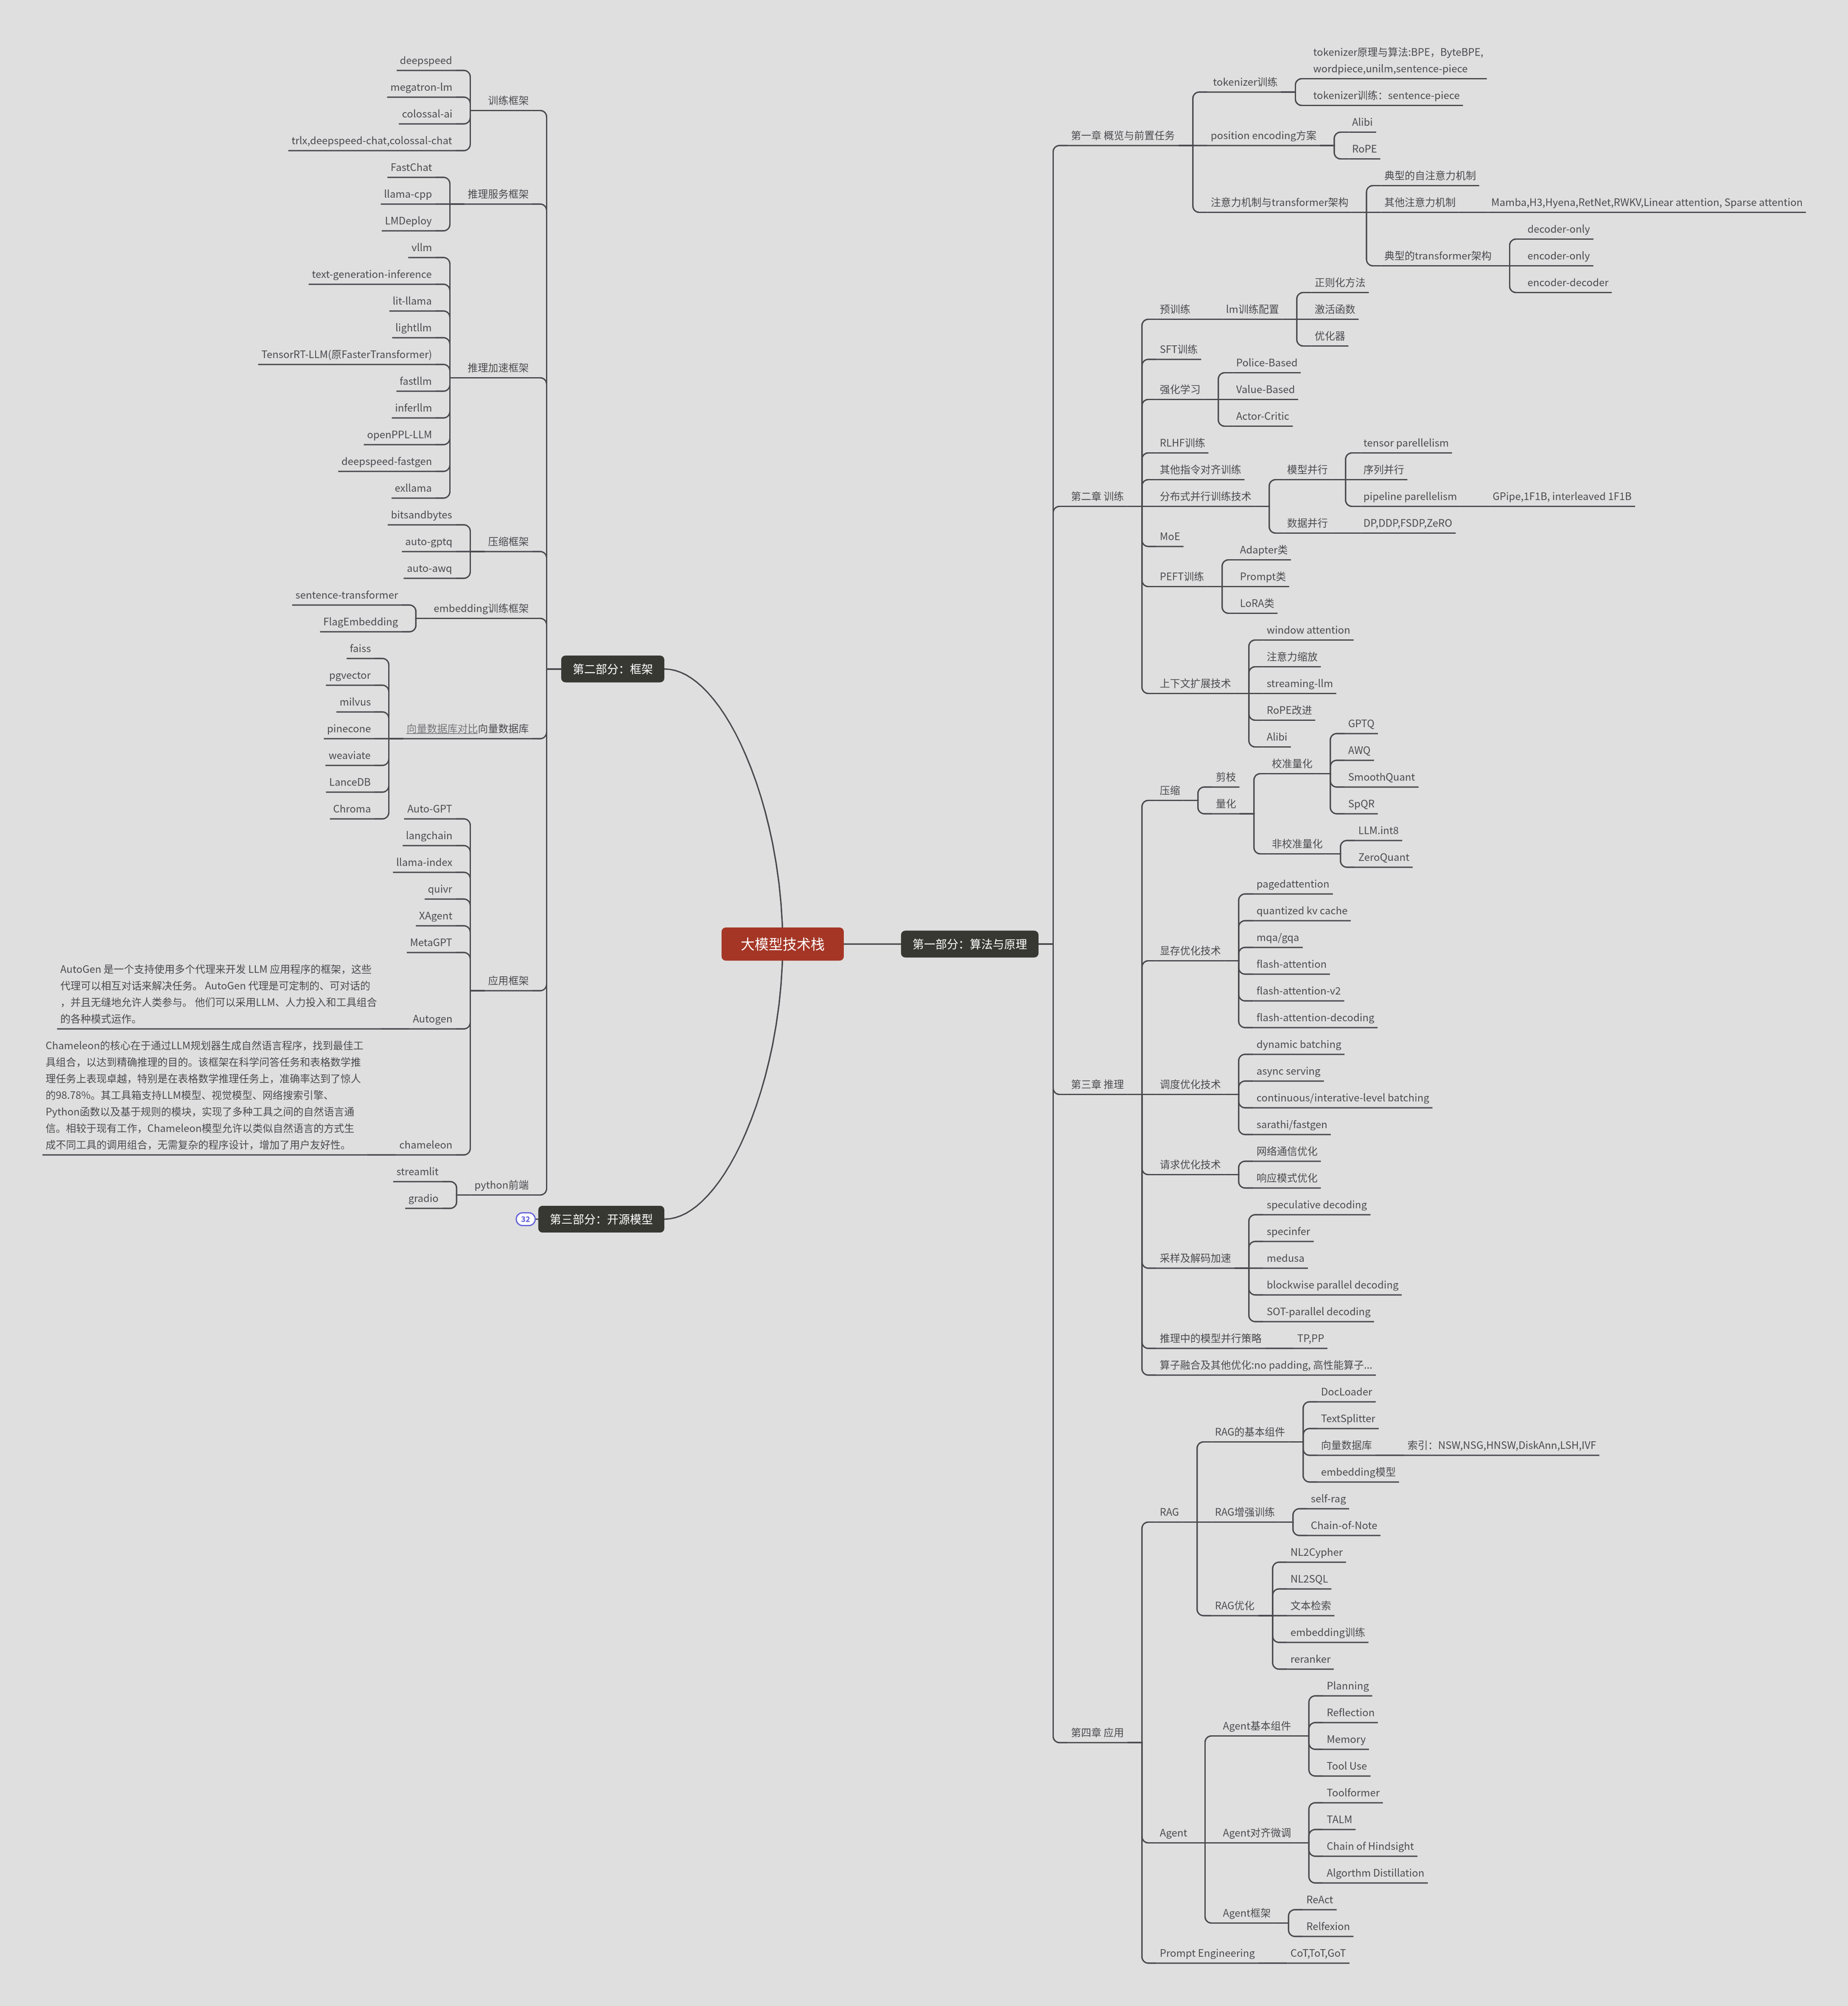 大模型技术栈
第一部分：算法与原理
第一章 概览与前置任务
tokenizer训练
tokenizer原理与算法:BPE，ByteBPE,
wordpiece,unilm,sentence-piece
tokenizer训练：sentence-piece
position encoding方案
Alibi
RoPE
注意力机制与transformer架构
典型的自注意力机制
其他注意力机制
Mamba,H3,Hyena,RetNet,RWKV,Linear attention, Sparse attention
典型的transformer架构
decoder-only
encoder-only
encoder-decoder
第二章 训练
预训练
lm训练配置
正则化方法
激活函数
优化器
SFT训练
强化学习
Police-Based
Value-Based
Actor-Critic
RLHF训练
其他指令对齐训练
分布式并行训练技术
模型并行
tensor parellelism
序列并行
pipeline parellelism
GPipe,1F1B, interleaved 1F1B
数据并行
DP,DDP,FSDP,ZeRO
MoE
PEFT训练
Adapter类
Prompt类
LoRA类
上下文扩展技术
window attention
注意力缩放
streaming-llm
RoPE改进
Alibi
第三章 推理
压缩
剪枝
量化
校准量化
GPTQ
AWQ
SmoothQuant
SpQR
非校准量化
LLM.int8
ZeroQuant
显存优化技术
pagedattention
quantized kv cache
mqa/gqa
flash-attention
flash-attention-v2
flash-attention-decoding
调度优化技术
dynamic batching
async serving
continuous/interative-level batching
sarathi/fastgen
请求优化技术
网络通信优化
响应模式优化
采样及解码加速
speculative decoding
specinfer
medusa
blockwise parallel decoding
SOT-parallel decoding
推理中的模型并行策略
TP,PP
算子融合及其他优化:no padding, 高性能算子...
第四章 应用
RAG
RAG的基本组件
DocLoader
TextSplitter
向量数据库
索引：NSW,NSG,HNSW,DiskAnn,LSH,IVF
embedding模型
RAG增强训练
self-rag
Chain-of-Note
RAG优化
NL2Cypher
NL2SQL
文本检索
embedding训练
reranker
Agent
Agent基本组件
Planning
Reflection
Memory
Tool Use
Agent对齐微调
Toolformer
TALM
Chain of Hindsight
Algorthm Distillation
Agent框架
ReAct
Relfexion
Prompt Engineering
CoT,ToT,GoT
第二部分：框架
训练框架
deepspeed
megatron-lm
colossal-ai
trlx,deepspeed-chat,colossal-chat
推理服务框架
FastChat
llama-cpp
LMDeploy
推理加速框架
vllm
text-generation-inference
lit-llama
lightllm
TensorRT-LLM(原FasterTransformer)
fastllm
inferllm
openPPL-LLM
deepspeed-fastgen
exllama
压缩框架
bitsandbytes
auto-gptq
auto-awq
embedding训练框架
sentence-transformer
FlagEmbedding
向量数据库对比向量数据库
faiss
pgvector
milvus
pinecone
weaviate
LanceDB
Chroma
应用框架
Auto-GPT
langchain
llama-index
quivr
XAgent
MetaGPT
Autogen
AutoGen 是一个支持使用多个代理来开发 LLM 应用程序的框架，这些
代理可以相互对话来解决任务。 AutoGen 代理是可定制的、可对话的
，并且无缝地允许人类参与。 他们可以采用LLM、人力投入和工具组合
的各种模式运作。
chameleon
Chameleon的核心在于通过LLM规划器生成自然语言程序，找到最佳工
具组合，以达到精确推理的目的。该框架在科学问答任务和表格数学推
理任务上表现卓越，特别是在表格数学推理任务上，准确率达到了惊人
的98.78%。其工具箱支持LLM模型、视觉模型、网络搜索引擎、
Python函数以及基于规则的模块，实现了多种工具之间的自然语言通
信。相较于现有工作，Chameleon模型允许以类似自然语言的方式生
成不同工具的调用组合，无需复杂的程序设计，增加了用户友好性。
python前端
streamlit
gradio
第三部分：开源模型
32